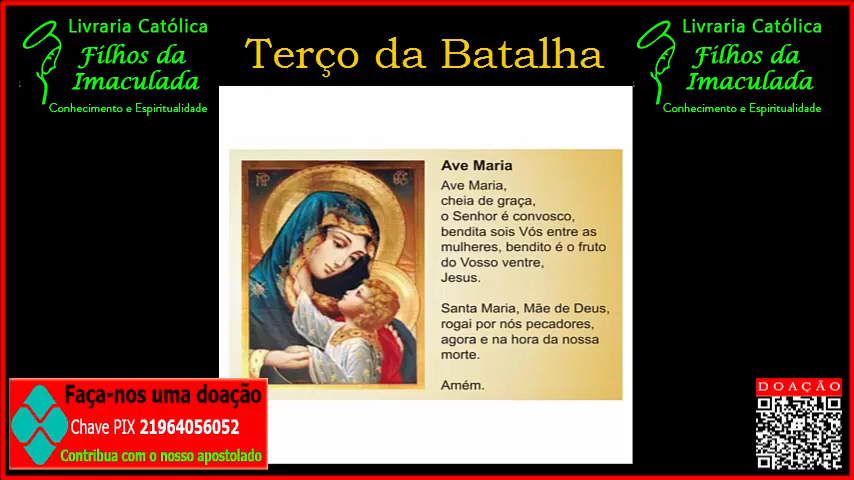 Livraria Católica
Filhos da
Imaculada
Conhecimento e Espiritualidade
Terço da Batalha
Livraria Católica
Filhos da
Imaculada
Conhecimento e Espiritualidade
Ave Maria
Ave Maria,
cheia de graça,
o Senhor é convosco,
bendita sois Vós entre as
mulheres, bendito é o fruto
do Vosso ventre,
Jesus.
Santa Maria, Mãe de Deus,
rogai por nós pecadores,
agora e na hora da nossa
morte.
Amém.
Faça-nos uma doação
Chave PIX 21964056052
Contribua com o nosso apostolado
DOAÇÃO